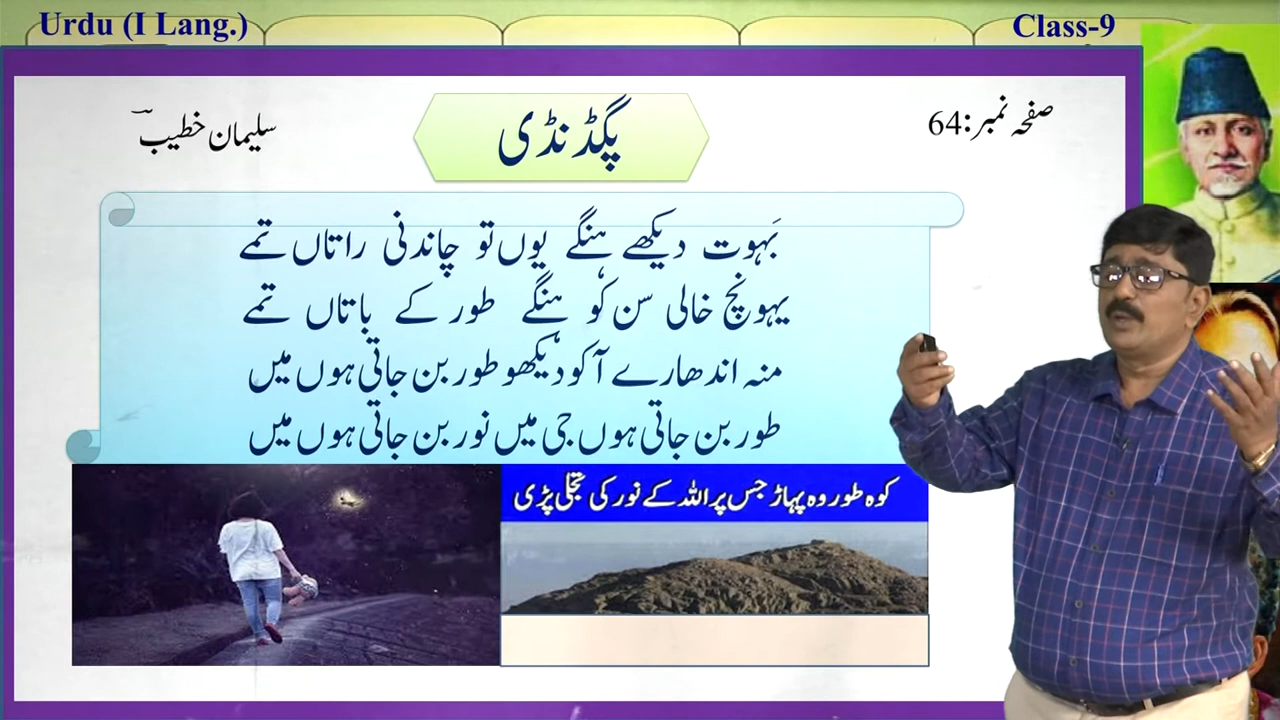 Urdu (I Lang.)
Class-9
صفحہ نمبر:64
پگڈنڈی
سلیمان خطیب
بَہوت دیکھے ہنگے یوں تو چاندنی راتاں تمے
یہونچ خالی سن کو ہنگے طور کے باتاں تمے
منہ اندھارے آکو دیکھو طور بن جاتی ہوں میں
طور بن جاتی ہوں جی میں نور بن جاتی ہوں میں
کوہ طور وہ پہاڑ جس پر اللہ کے نور کی تجلی پڑی